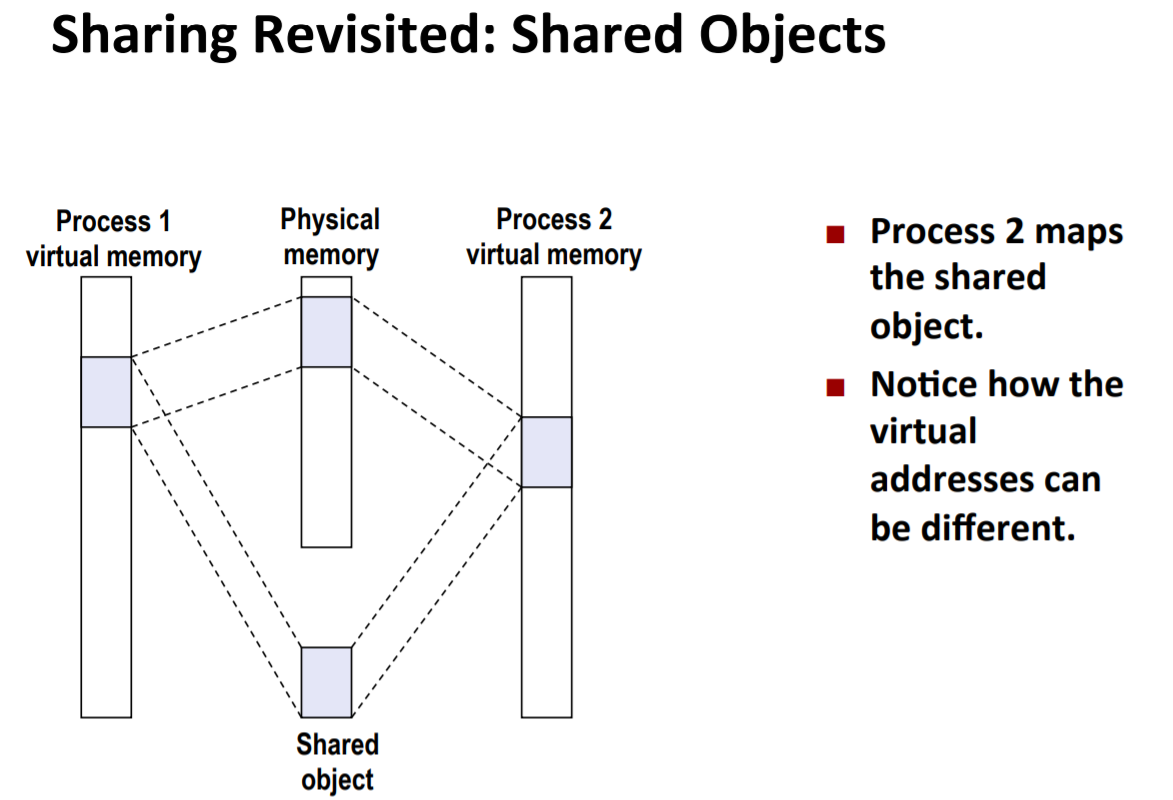 Sharing Revisited: Shared Objects
Process 1
virtual memory
Physical
memory
Process 2
virtual memory
Shared
object
■ Process 2 maps
the shared
object.
■ Notice how the
virtual
addresses can
be different.